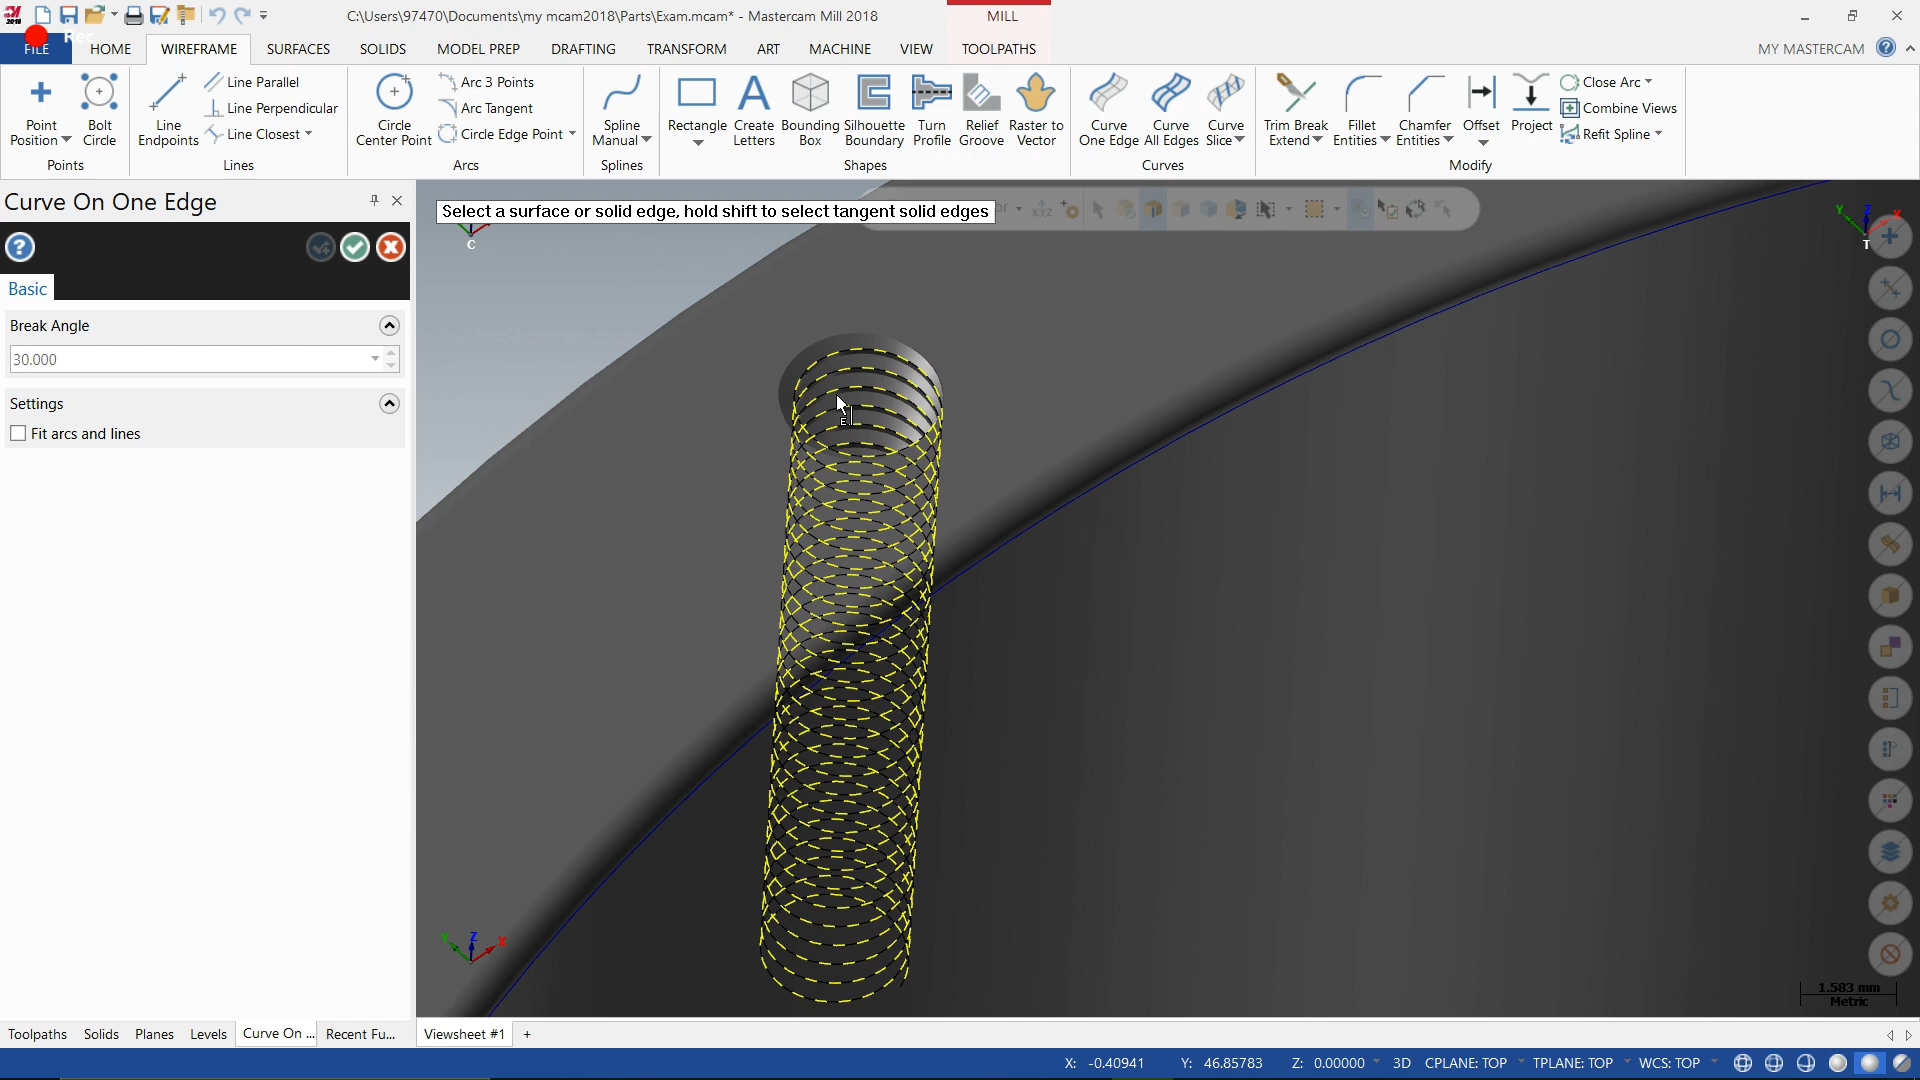 C:\Users\97470\Documents\my mcam2018\Parts\Exam.mcam* - Mastercam Mill 2018
MILL
Rec
FILE
HOME
WIREFRAME
SURFACES
SOLIDS
MODEL PREP
DRAFTING
TRANSFORM
ART
MACHINE
VIEW
TOOLPATHS
MY MASTERCAM
Point
Position
Bolt
Circle
Points
Line
Endpoints
Line Parallel
Line Perpendicular
Line Closest
Lines
Circle
Center Point
Arc 3 Points
Arc Tangent
Circle Edge Point
Arcs
Spline
Manual
Splines
Rectangle
Create
Letters
Bounding
Box
Silhouette
Boundary
Turn
Profile
Relief
Groove
Raster to
Vector
Shapes
Curve
One Edge
Curve
All Edges
Curve
Slice
Curves
Trim Break
Extend
Fillet
Entities
Chamfer
Entities
Offset
Project
Close Arc
Combine Views
Refit Spline
Modify
Curve On One Edge
Basic
Break Angle
30.000
Settings
Fit arcs and lines
Select a surface or solid edge, hold shift to select tangent solid edges
C
Y
Z
X
T
E
Z
X
1.583 mm
Metric
Toolpaths
Solids
Planes
Levels
Curve On ...
Recent Fu...
Viewsheet #1
+
X: -0.40941
Y: 46.85783
Z: 0.00000
3D
CPLANE: TOP
TPLANE: TOP
WCS: TOP